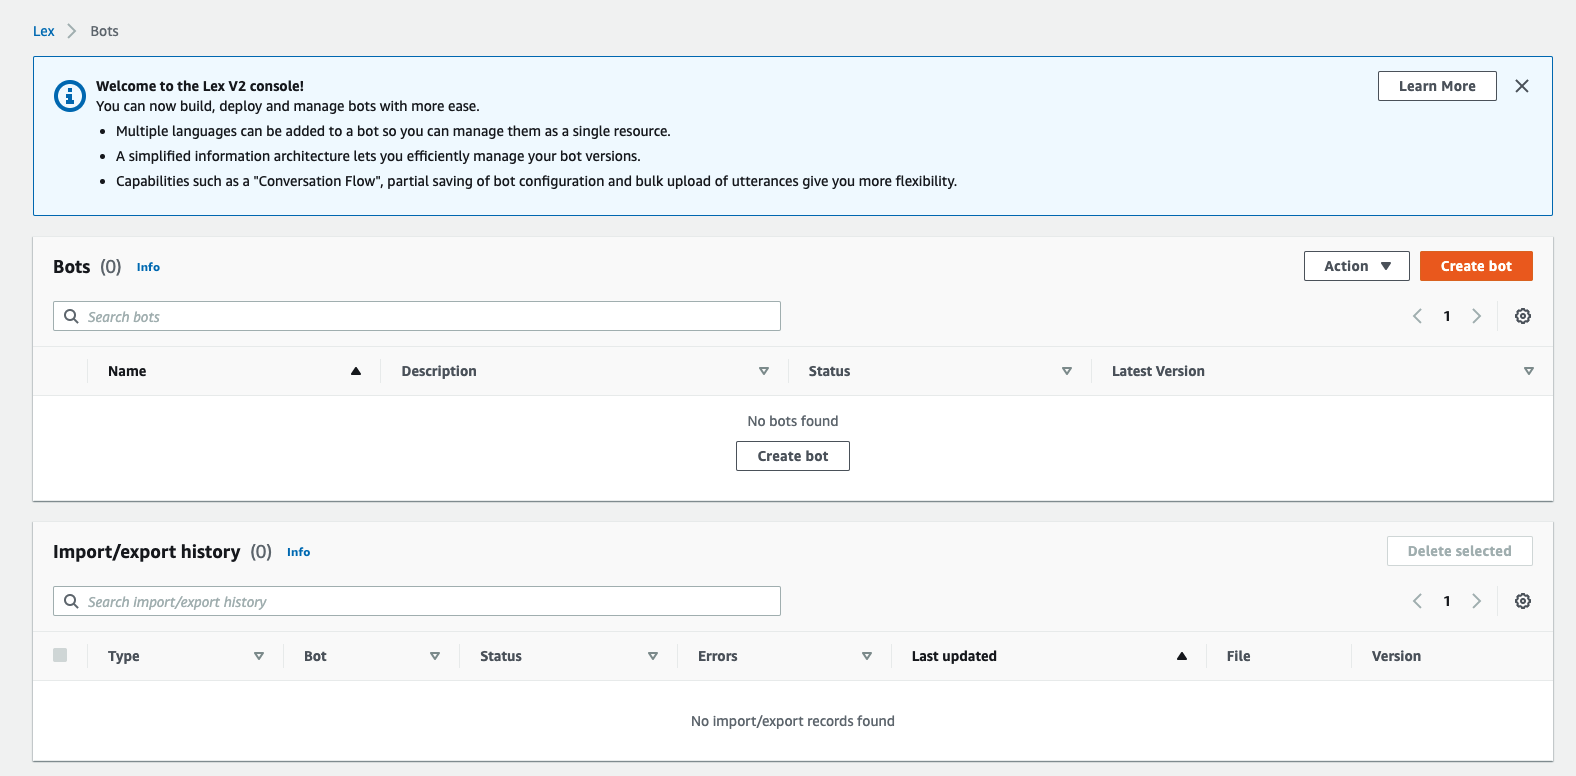 Lex Bots
Welcome to the Lex V2 console!
Learn More
You can now build, deploy and manage bots with more ease.
Multiple languages can be added to a bot so you can manage them as a single resource.
A simplified information architecture lets you efficiently manage your bot versions.
Capabilities such as a "Conversation Flow", partial saving of bot configuration and bulk upload of utterances give you more flexibility.
Bots (0) Info
Action Create bot
Search bots
1
Name Description Status Latest Version
No bots found
Create bot
Import/export history (0) Info
Delete selected
Search import/export history
1
Type Bot Status Errors Last updated File Version
No import/export records found